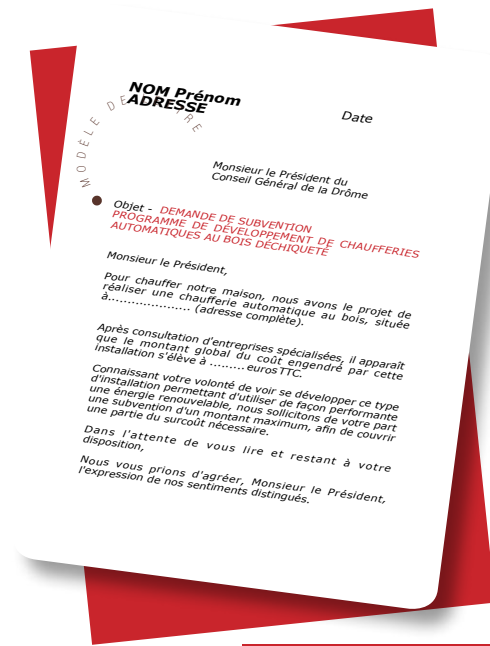 MODÈLE DE LETTRE
NOM Prénom
ADRESSE
Date
Monsieur le Président du
Conseil Général de la Drôme
Objet - DEMANDE DE SUBVENTION
PROGRAMME DE DÉVELOPPEMENT DE CHAUFFERIES
AUTOMATIQUES AU BOIS DÉCHIQUETÉ
Monsieur le Président,
Pour chauffer notre maison, nous avons le projet de
réaliser une chaufferie automatique au bois, située
à..................... (adresse complète).
Après consultation d'entreprises spécialisées, il apparaît
que le montant global du coût engendré par cette
installation s'élève à ......... euros TTC.
Connaissant votre volonté de voir se développer ce type
d'installation permettant d'utiliser de façon performante
une énergie renouvelable, nous sollicitons de votre part
une subvention d'un montant maximum, afin de couvrir
une partie du surcoût nécessaire.
Dans l'attente de vous lire et restant à votre
disposition,
Nous vous prions d'agréer, Monsieur le Président,
l'expression de nos sentiments distingués.